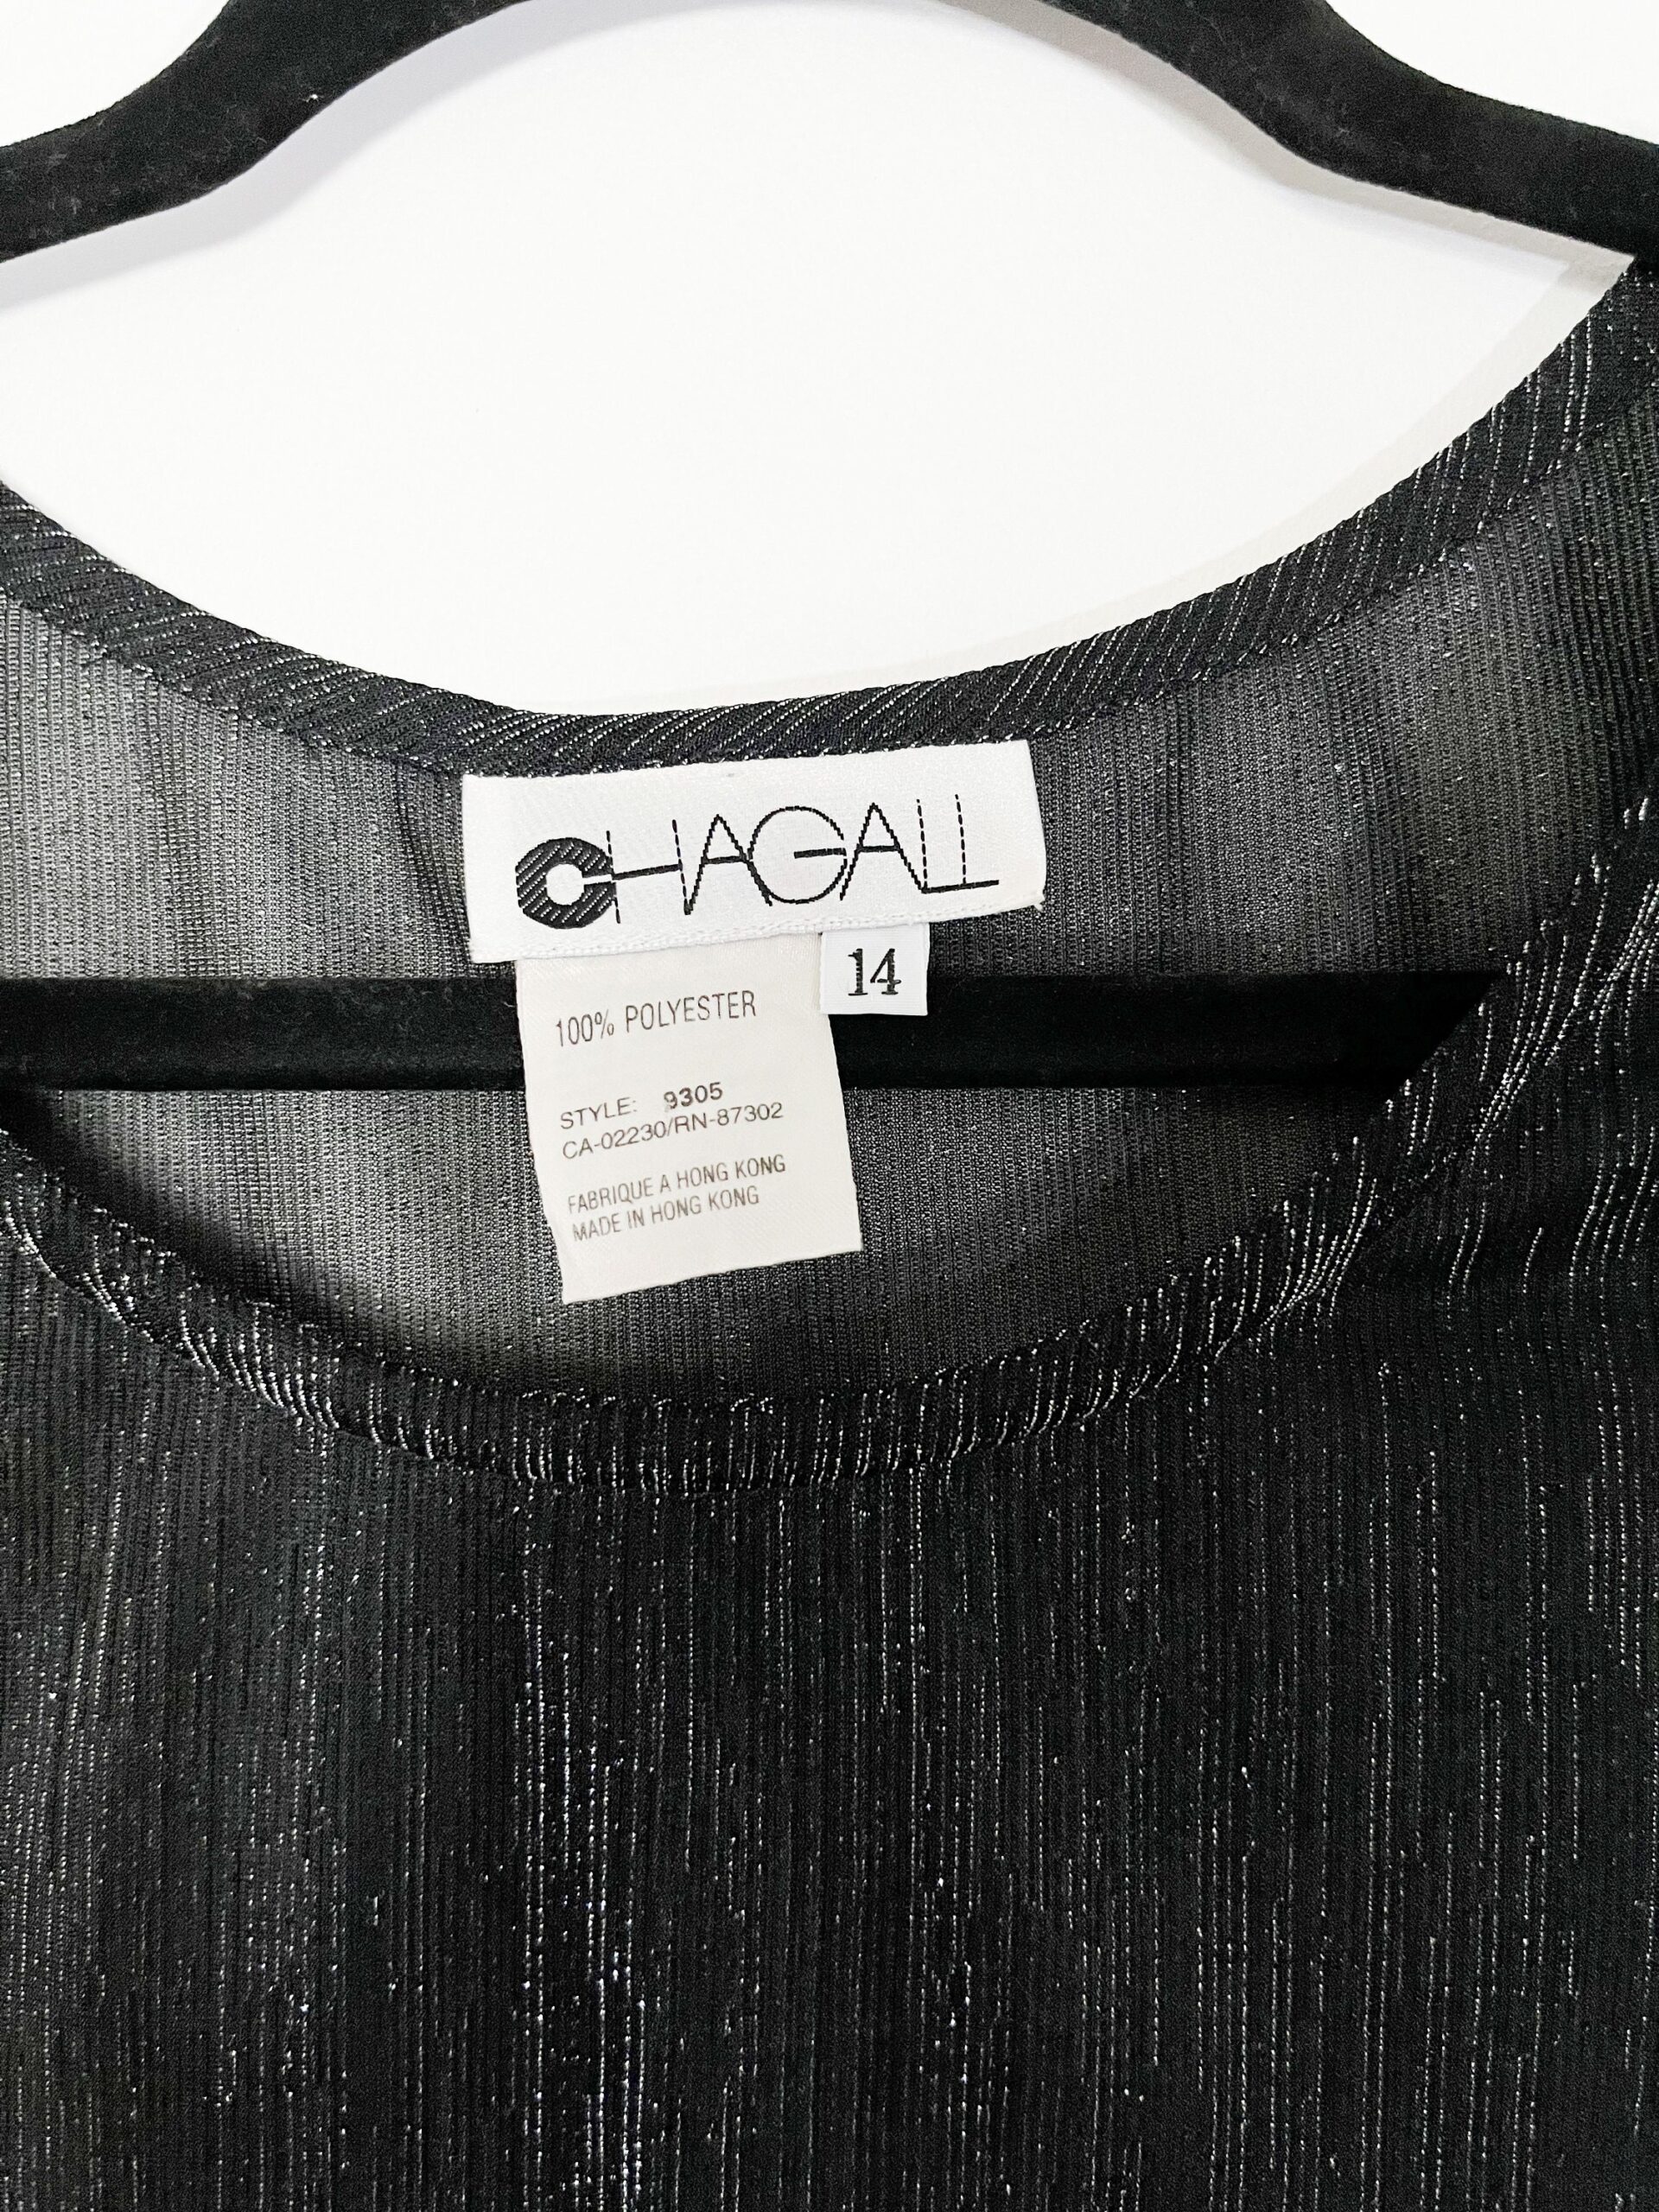 CHAGALL
14
100% POLYESTER
STYLE: 9305
CA-02230/RN-87302
FABRIQUE A HONG KONG
MADE IN HONG KONG